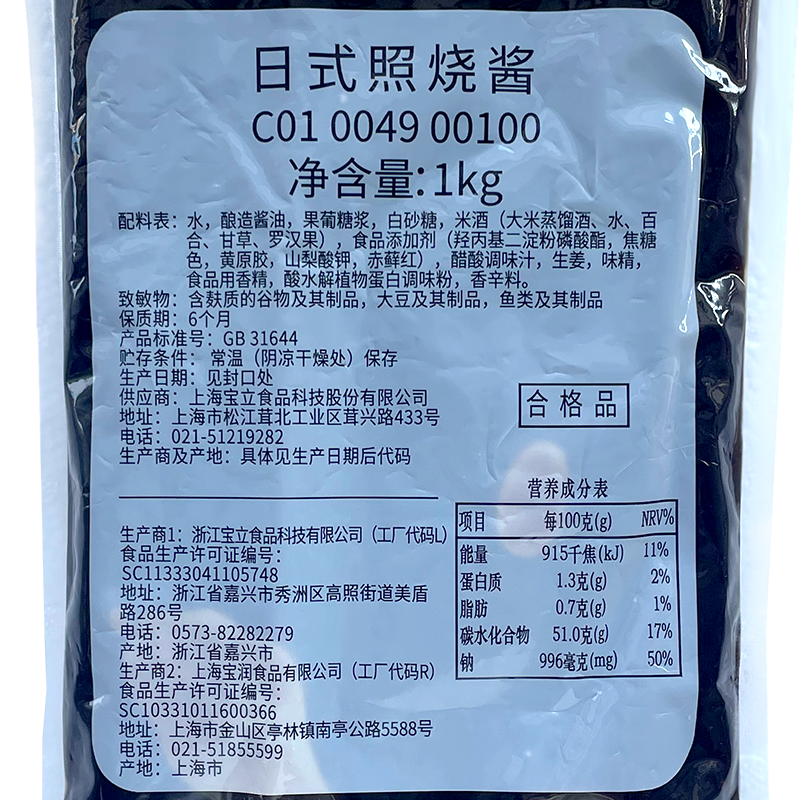 日式照烧酱
C01 0049 00100
净含量:1kg
配料表：水，酿造酱油，果葡糖浆，白砂糖，米酒（大米蒸馏酒、水、百
合、甘草、罗汉果），食品添加剂（羟丙基二淀粉磷酸酯，焦糖
色，黄原胶，山梨酸钾，赤藓红），醋酸调味汁，生姜，味精，
食品用香精，酸水解植物蛋白调味粉，香辛料。
致敏物：含麸质的谷物及其制品，大豆及其制品，鱼类及其制品
保质期：6个月
产品标准号：GB 31644
贮存条件： 常温（阴凉干燥处）保存
生产日期：见封口处
供应商：上海宝立食品科技股份有限公司
地址：上海市松江茸北工业区茸兴路433号
电话：021-51219282
生产商及产地：具体见生产日期后代码
合格品
生产商1：浙江宝立食品科技有限公司（工厂代码L）
食品生产许可证编号：
SC11333041105748
地址：浙江省嘉兴市秀洲区高照街道美盾
路286号
电话：0573-82282279
产地：浙江省嘉兴市
生产商2：上海宝润食品有限公司（工厂代码R）
食品生产许可证编号：
SC10331011600366
地址：上海市金山区亭林镇南亭公路5588号
电话：021-51855599
产地：上海市
营养成分表
项目 每100克(g) NRV%
能量 915千焦(kJ) 11%
蛋白质 1.3克(g) 2%
脂肪 0.7克(g) 1%
碳水化合物 51.0克(g) 17%
钠 996毫克(mg) 50%